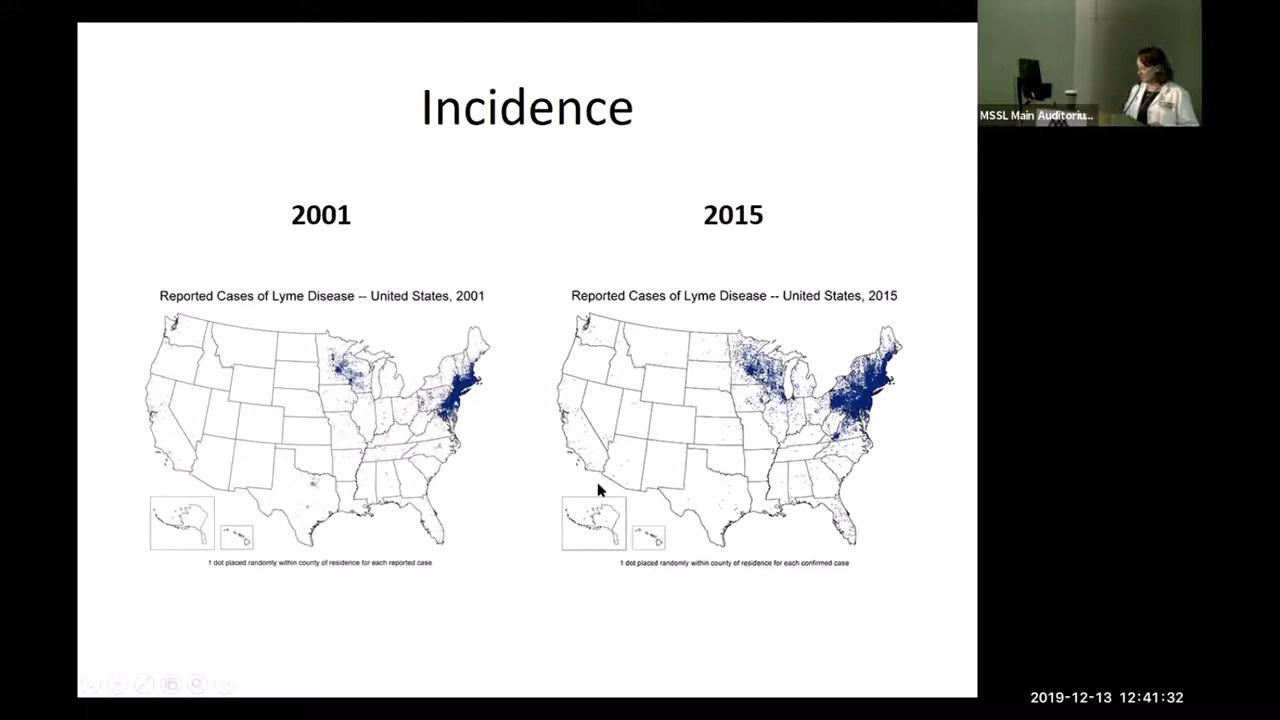 Incidence
2001
2015
Reported Cases of Lyme Disease -- United States, 2001
Reported Cases of Lyme Disease -- United States, 2015
1 dot placed randomly within county of residence for each reported case
1 dot placed randomly within county of residence for each confirmed case
MSSL Main Auditoriu...
2019-12-13 12:41:32